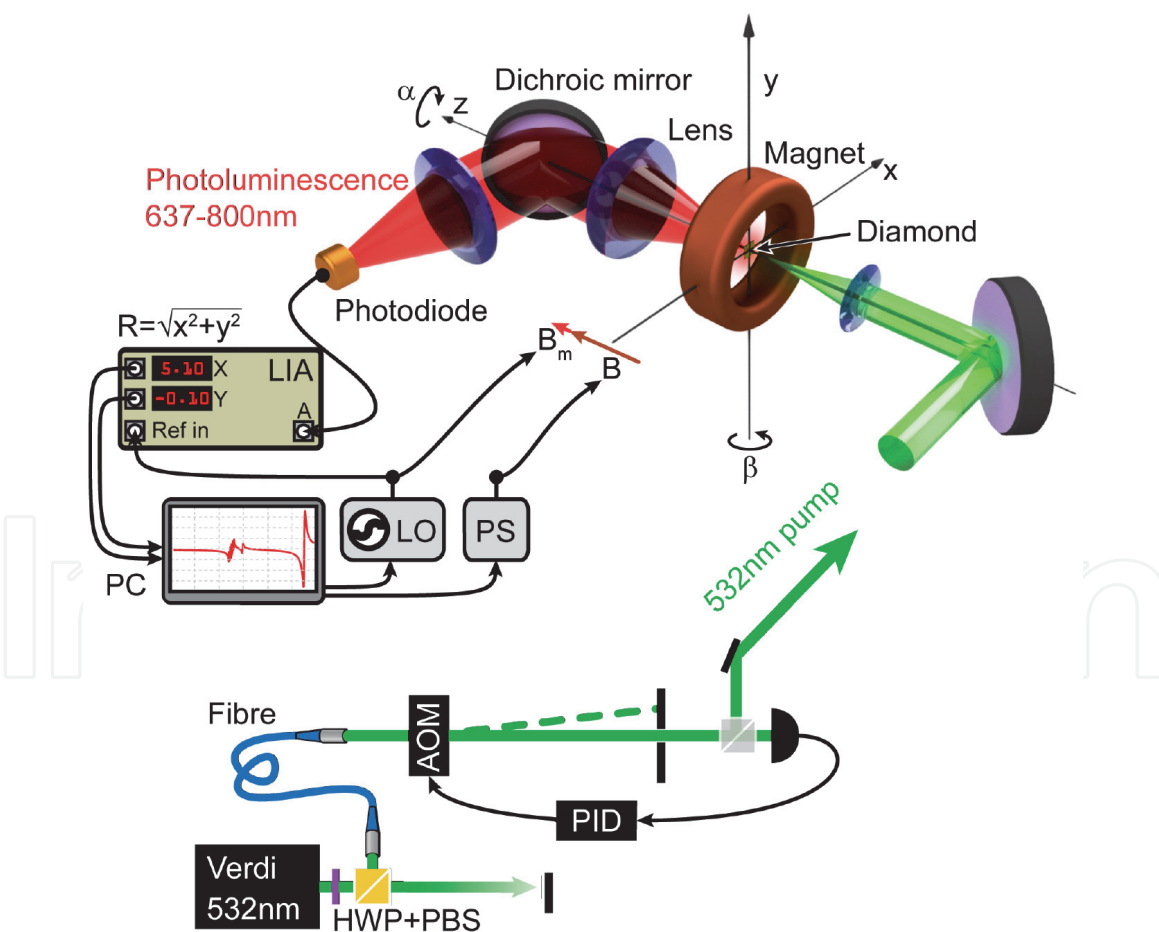 Dichroic mirror
y
α
z
Lens
Magnet
x
Photoluminescence
637-800nm
Diamond
Photodiode
R=√x²+y²
Bm
B
5.10 X
LIA
-0.10 Y
A
Ref in
β
LO
PS
PC
532nm pump
Fibre
AOM
PID
Verdi
532nm
HWP+PBS